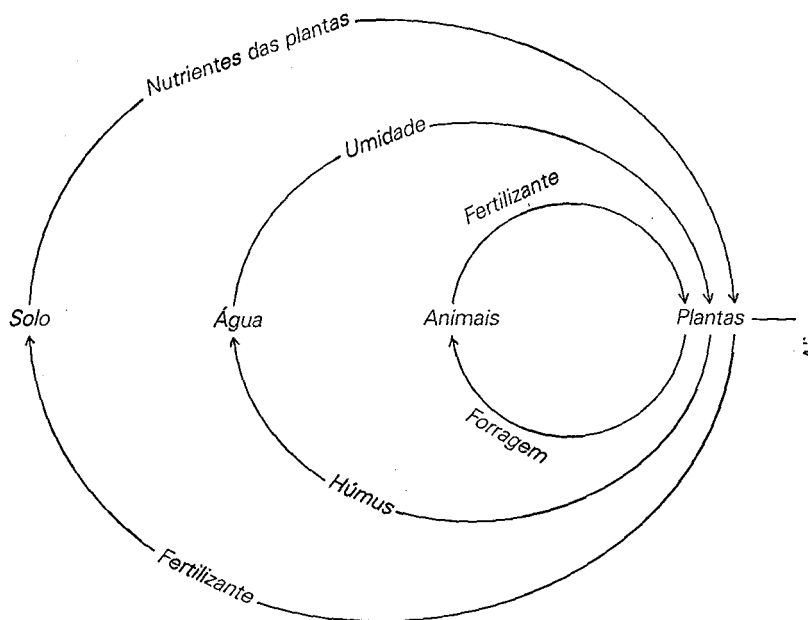 Nutrientes das plantas
Umidade
Fertilizante
Solo
Água
Animais
Plantas
Forragem
Húmus
Fertilizante